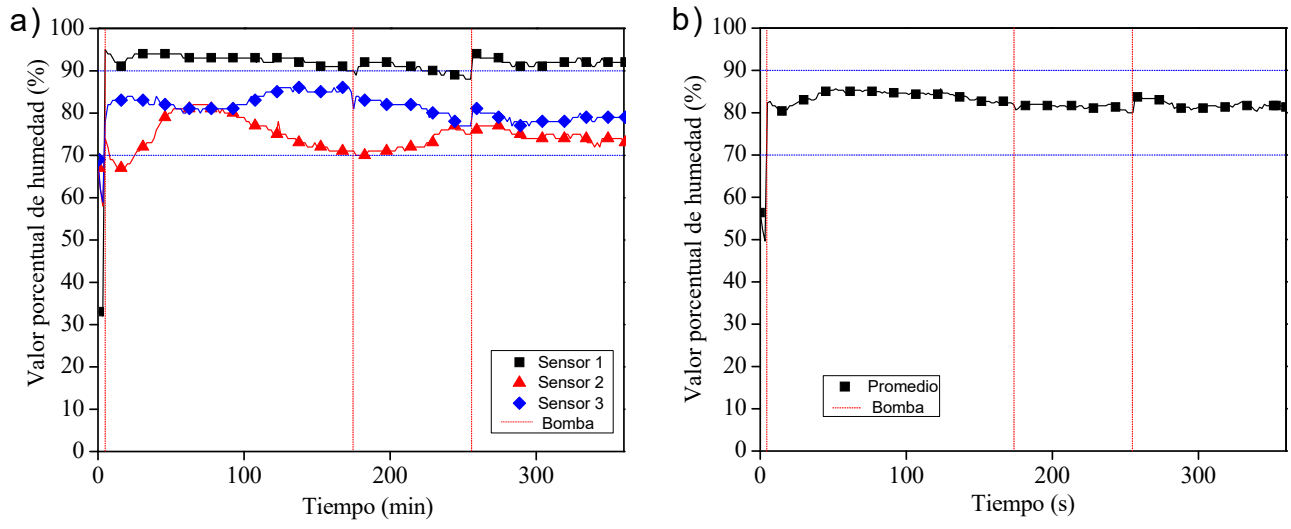 a)
Valor porcentual de humedad (%)
100
90
80
70
60
50
40
30
20
10
0
0 100 200 300
Tiempo (min)
Sensor 1
Sensor 2
Sensor 3
Bomba
b)
Valor porcentual de humedad (%)
100
90
80
70
60
50
40
30
20
10
0
0 100 200 300
Tiempo (s)
Promedio
Bomba